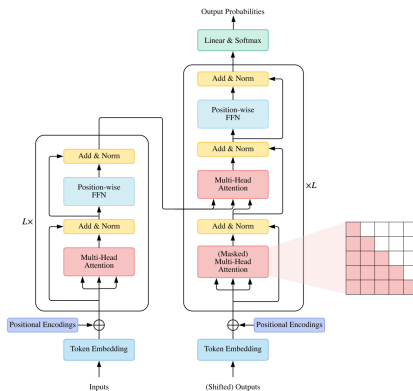 Output Probabilities
Linear & Softmax
Add & Norm
Position-wise
FFN
Add & Norm
Multi-Head
Attention
Add & Norm
(Masked)
Multi-Head
Attention
×L
Positional Encodings
Token Embedding
(Shifted) Outputs
Add & Norm
Position-wise
FFN
Add & Norm
Multi-Head
Attention
L×
Positional Encodings
Token Embedding
Inputs